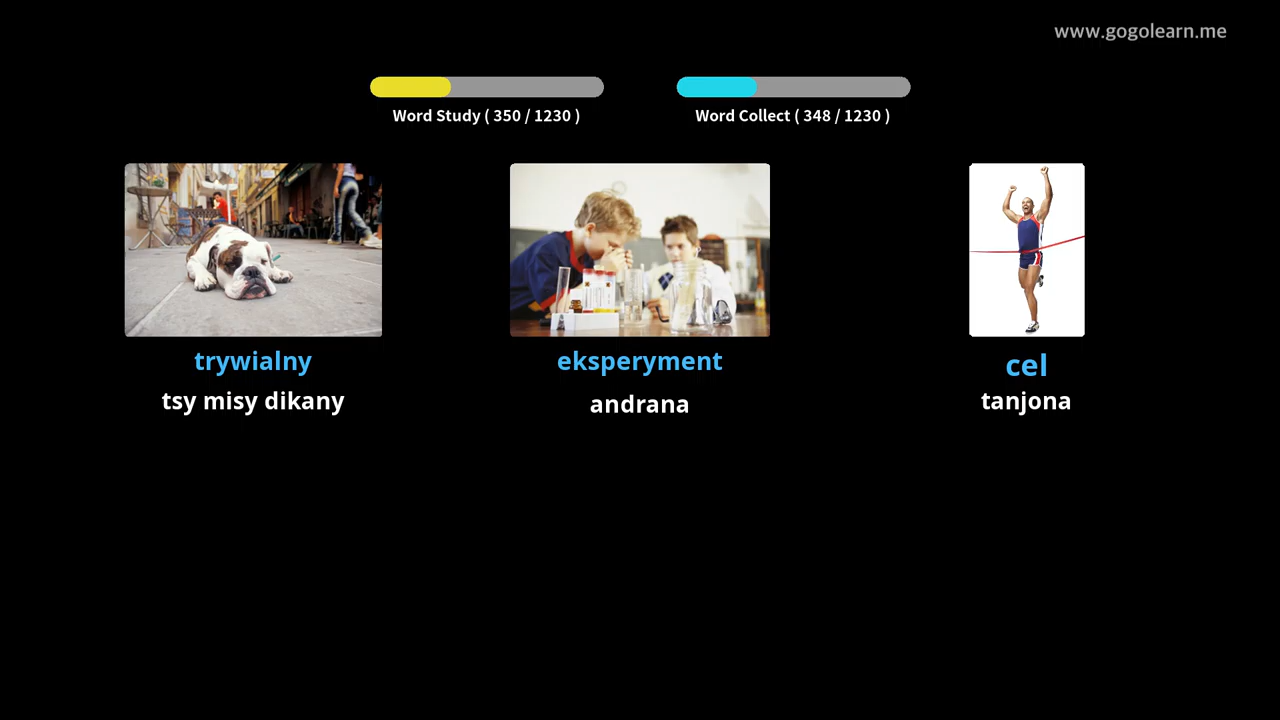 www.gogolearn.me
Word Study ( 350 / 1230 )
Word Collect ( 348 / 1230 )
trywialny
tsy misy dikany
eksperyment
andrana
cel
tanjona